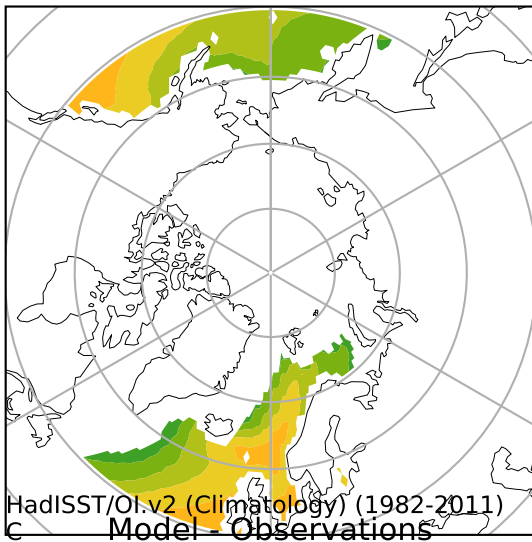 HadISST/OI.v2 (Climatology) (1982-2011)
C Model - Observations